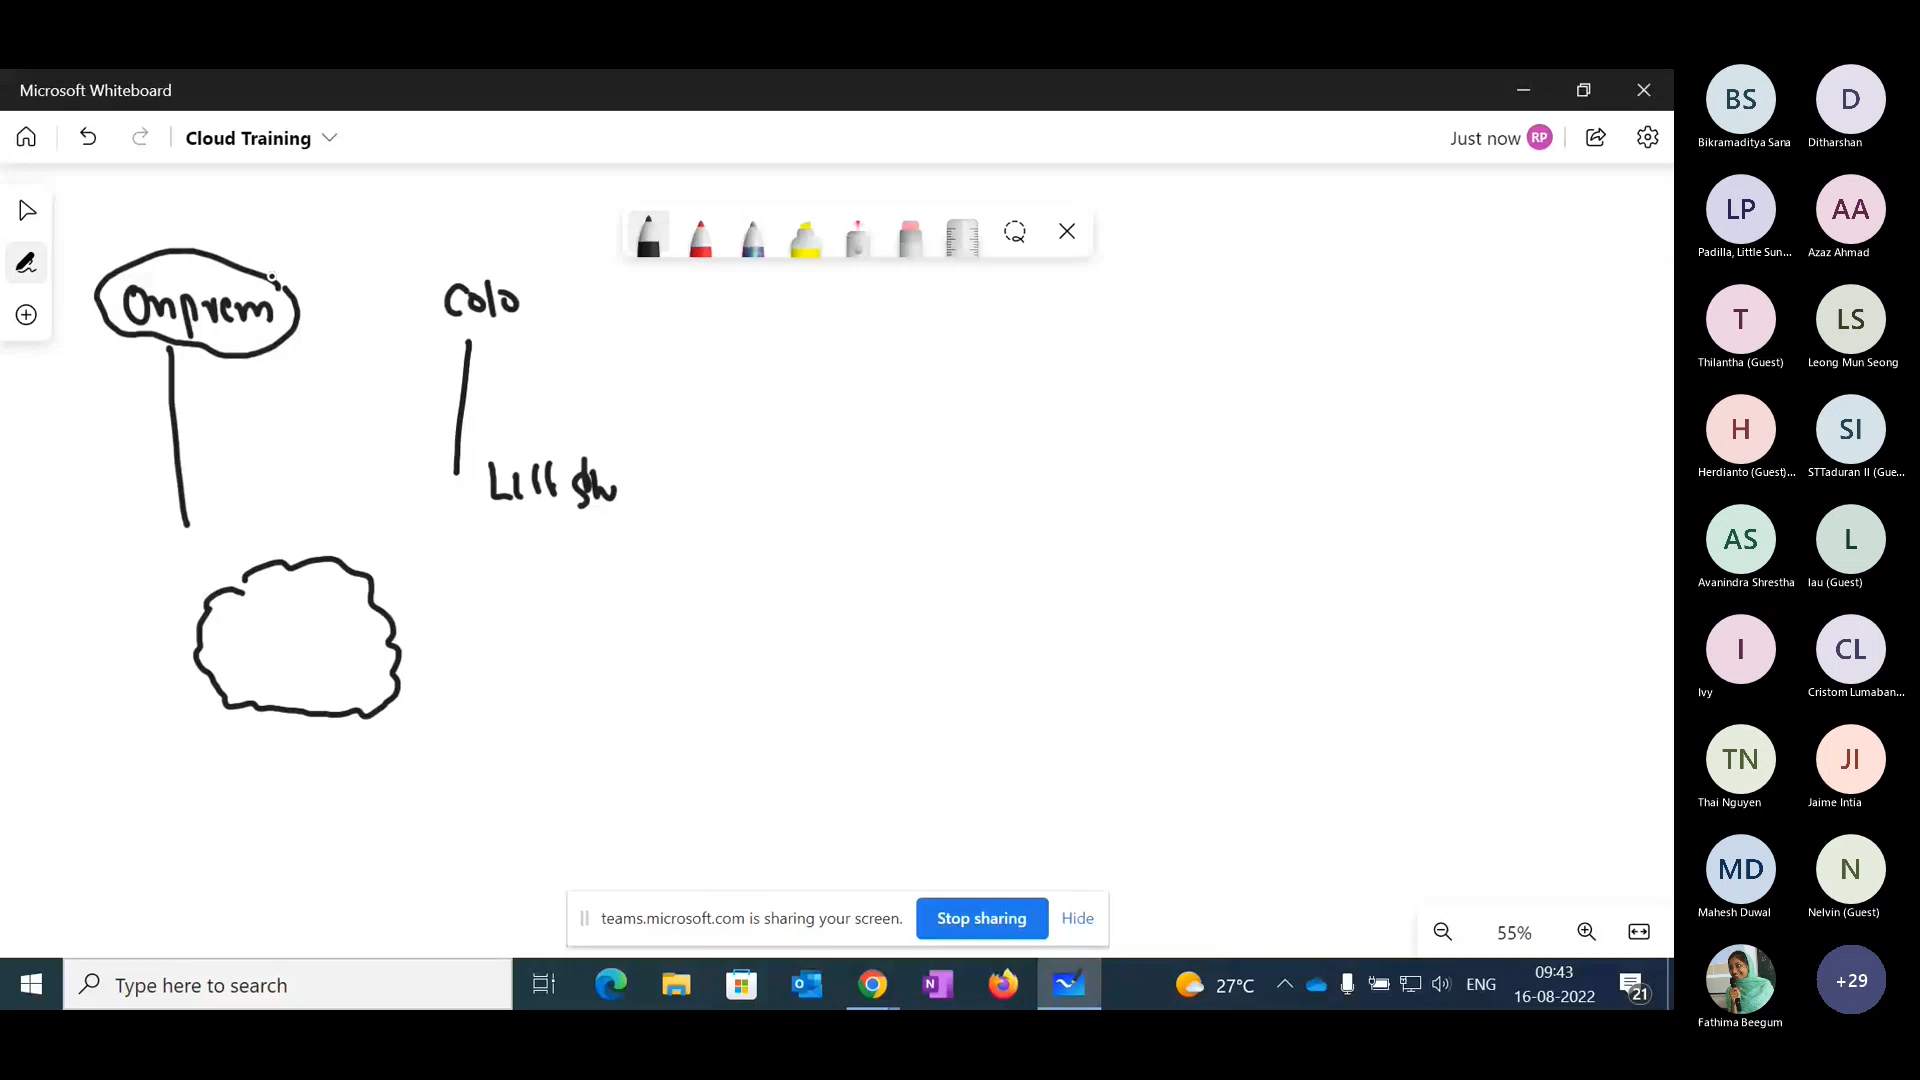 Microsoft Whiteboard
Cloud Training
Just now RP
Onprem
Colo
teams.microsoft.com is sharing your screen. Stop sharing Hide
55%
Type here to search
N
27°C
ENG
09:43
16-08-2022
21
BS
Bikramaditya Sana
D
Ditharshan
LP
Padilla, Little Sun...
AA
Azaz Ahmad
T
Thilantha (Guest)
LS
Leong Mun Seong
H
Herdianto (Guest)...
SI
STTaduran II (Gue...
AS
Avanindra Shrestha
L
lau (Guest)
I
Ivy
CL
Cristom Lumaban...
TN
Thai Nguyen
JI
Jaime Intia
MD
Mahesh Duwal
N
Nelvin (Guest)
Fathima Beegum
+29